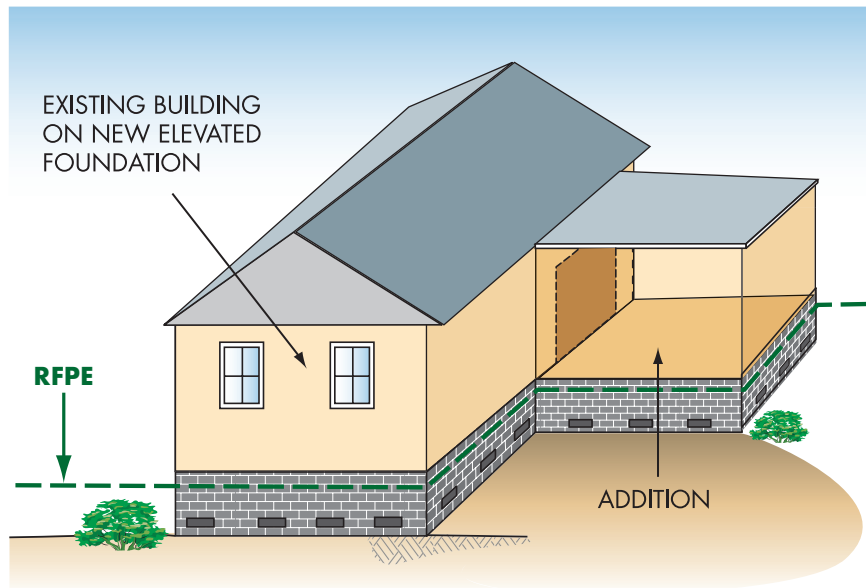 EXISTING BUILDING
ON NEW ELEVATED
FOUNDATION
RFPE
ADDITION